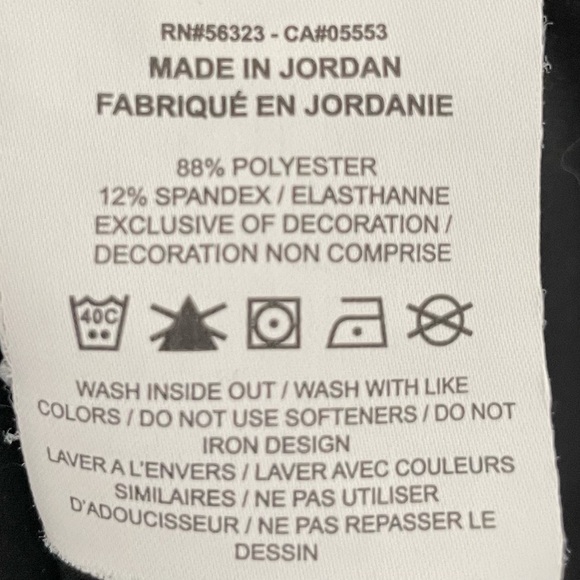 RN#56323 - CA#05553
MADE IN JORDAN
FABRIQUÉ EN JORDANIE
88% POLYESTER
12% SPANDEX / ELASTHANNE
EXCLUSIVE OF DECORATION /
DECORATION NON COMPRISE
40C
WASH INSIDE OUT / WASH WITH LIKE
COLORS / DO NOT USE SOFTENERS / DO NOT
IRON DESIGN
LAVER A L'ENVERS / LAVER AVEC COULEURS
SIMILAIRES / NE PAS UTILISER
D'ADOUCISSEUR / NE PAS REPASSER LE
DESSIN